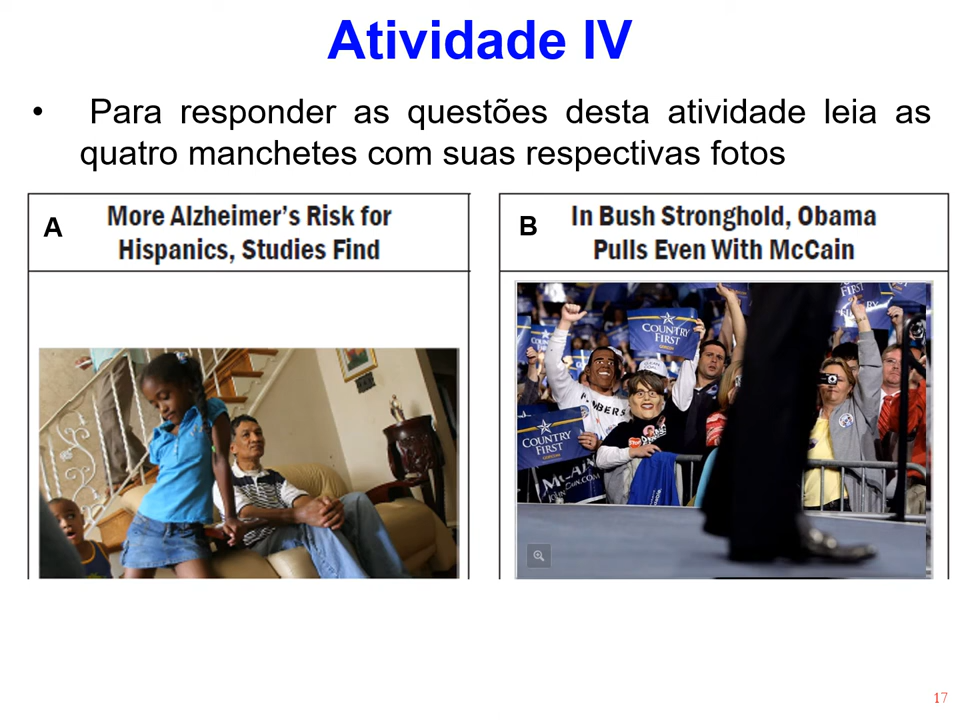 Atividade IV
• Para responder as questões desta atividade leia as
quatro manchetes com suas respectivas fotos
A
More Alzheimer's Risk for
Hispanics, Studies Find
B
In Bush Stronghold, Obama
Pulls Even With McCain
COUNTRY
FIRST
COUNTRY
FIRST
MCCAIN
17